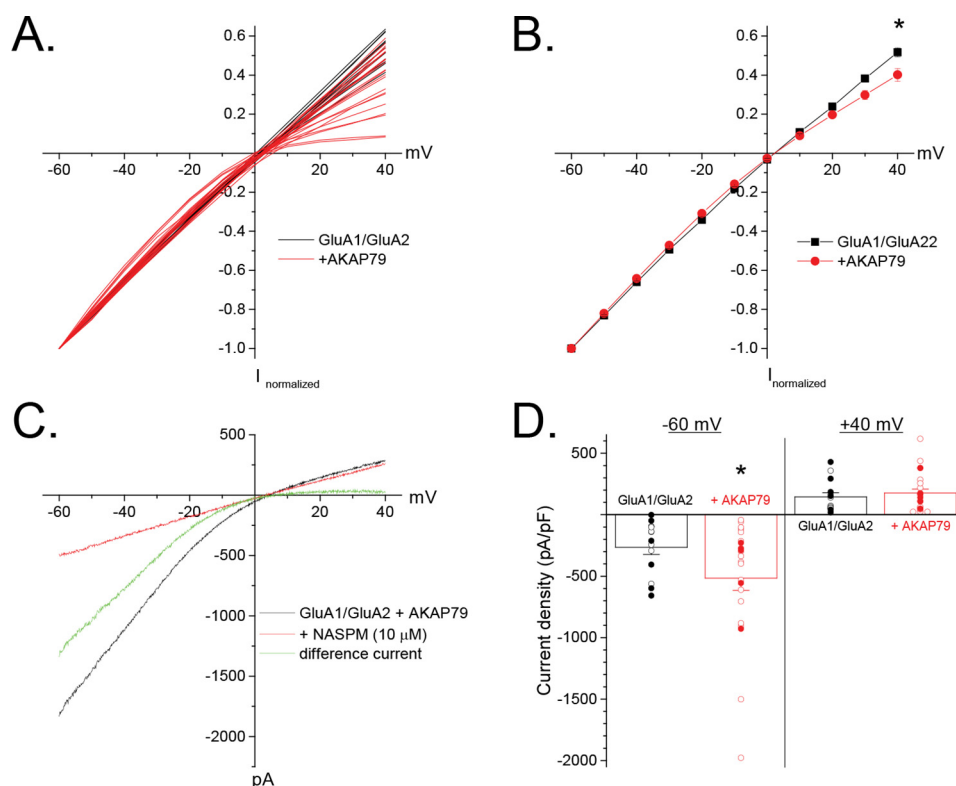 A.
0.6
0.4
0.2
mV
-60
-40
-20
20
40
-0.2
-0.4
-0.6
-0.8
-1.0
GluA1/GluA2
+AKAP79
I normalized
B.
*
0.6
0.4
0.2
mV
-60
-40
-20
0
20
40
-0.2
-0.4
-0.6
-0.8
-1.0
GluA1/GluA22
+AKAP79
I normalized
C.
500
mV
-60
-40
-20
20
40
-500
-1000
-1500
-2000
GluA1/GluA2 + AKAP79
+ NASPM (10 μM)
difference current
pA
D.
-60 mV
+40 mV
*
500
0
-500
-1000
-1500
-2000
Current density (pA/pF)
GluA1/GluA2
+ AKAP79
GluA1/GluA2
+ AKAP79